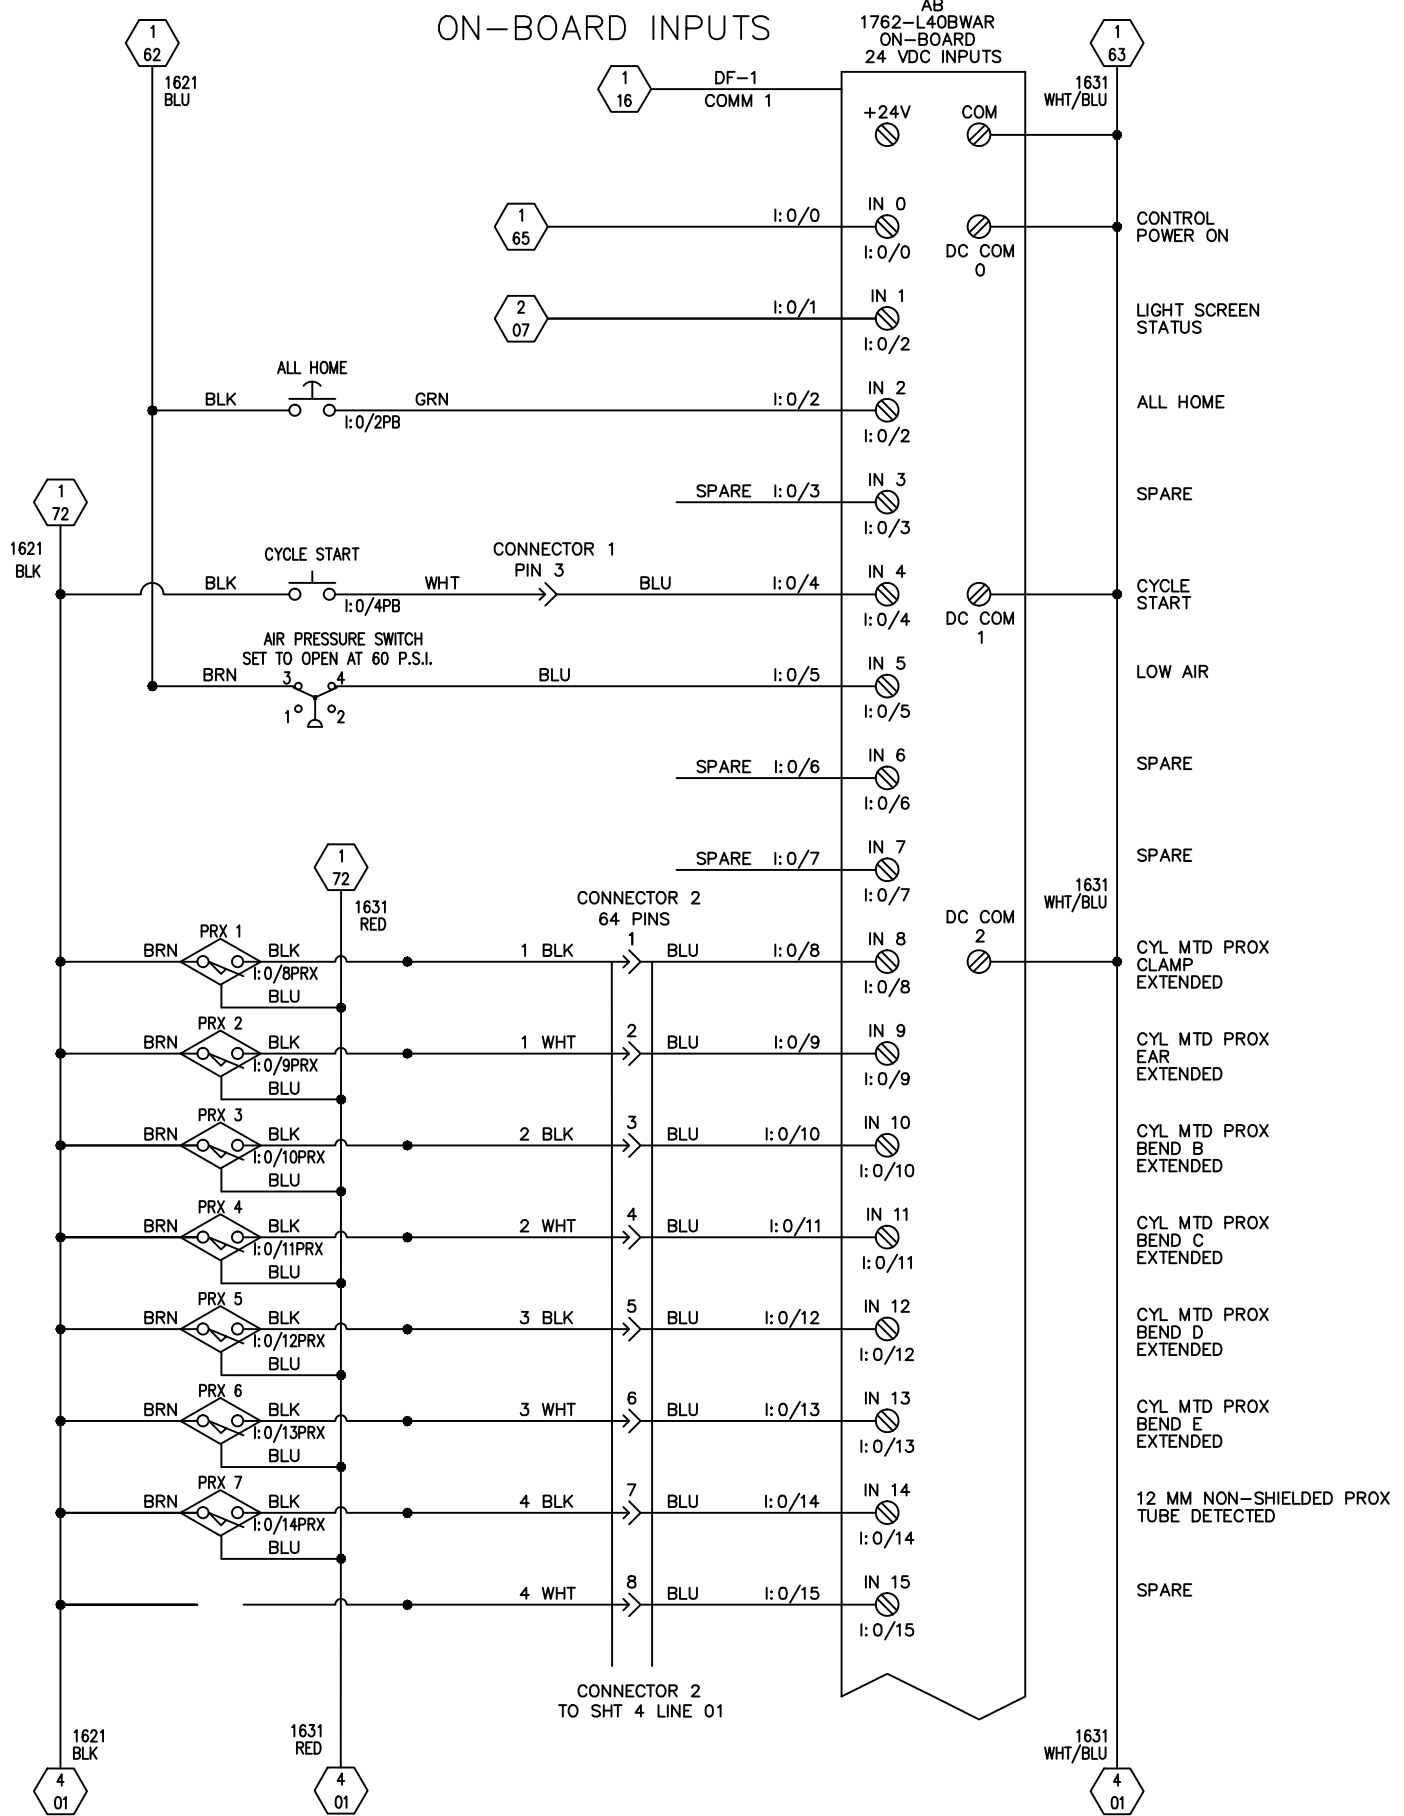 ON-BOARD INPUTS
AB
1762-L40BWAR
ON-BOARD
24 VDC INPUTS
1
62
1621
BLU
1
16
DF-1
COMM 1
1
63
1631
WHT/BLU
+24V
COM
1
65
I:0/0
IN 0
I:0/0
DC COM
0
CONTROL
POWER ON
2
07
I:0/1
IN 1
I:0/2
LIGHT SCREEN
STATUS
ALL HOME
BLK
GRN
I:0/2PB
I:0/2
IN 2
I:0/2
ALL HOME
1
72
1621
BLK
SPARE
I:0/3
IN 3
I:0/3
SPARE
CYCLE START
BLK
WHT
I:0/4PB
CONNECTOR 1
PIN 3
BLU
I:0/4
IN 4
I:0/4
DC COM
1
CYCLE
START
AIR PRESSURE SWITCH
SET TO OPEN AT 60 P.S.I.
BRN
3
4
1
2
BLU
I:0/5
IN 5
I:0/5
LOW AIR
SPARE
I:0/6
IN 6
I:0/6
SPARE
SPARE
I:0/7
IN 7
I:0/7
SPARE
1
72
1631
RED
CONNECTOR 2
64 PINS
1631
WHT/BLU
PRX 1
BRN
BLK
I:0/8PRX
BLU
1 BLK
1
BLU
I:0/8
IN 8
I:0/8
DC COM
2
CYL MTD PROX
CLAMP
EXTENDED
PRX 2
BRN
BLK
I:0/9PRX
BLU
1 WHT
2
BLU
I:0/9
IN 9
I:0/9
CYL MTD PROX
EAR
EXTENDED
PRX 3
BRN
BLK
I:0/10PRX
BLU
2 BLK
3
BLU
I:0/10
IN 10
I:0/10
CYL MTD PROX
BEND B
EXTENDED
PRX 4
BRN
BLK
I:0/11PRX
BLU
2 WHT
4
BLU
I:0/11
IN 11
I:0/11
CYL MTD PROX
BEND C
EXTENDED
PRX 5
BRN
BLK
I:0/12PRX
BLU
3 BLK
5
BLU
I:0/12
IN 12
I:0/12
CYL MTD PROX
BEND D
EXTENDED
PRX 6
BRN
BLK
I:0/13PRX
BLU
3 WHT
6
BLU
I:0/13
IN 13
I:0/13
CYL MTD PROX
BEND E
EXTENDED
PRX 7
BRN
BLK
I:0/14PRX
BLU
4 BLK
7
BLU
I:0/14
IN 14
I:0/14
12 MM NON-SHIELDED PROX
TUBE DETECTED
4 WHT
8
BLU
I:0/15
IN 15
I:0/15
SPARE
CONNECTOR 2
TO SHT 4 LINE 01
1621
BLK
4
01
1631
RED
4
01
1631
WHT/BLU
4
01